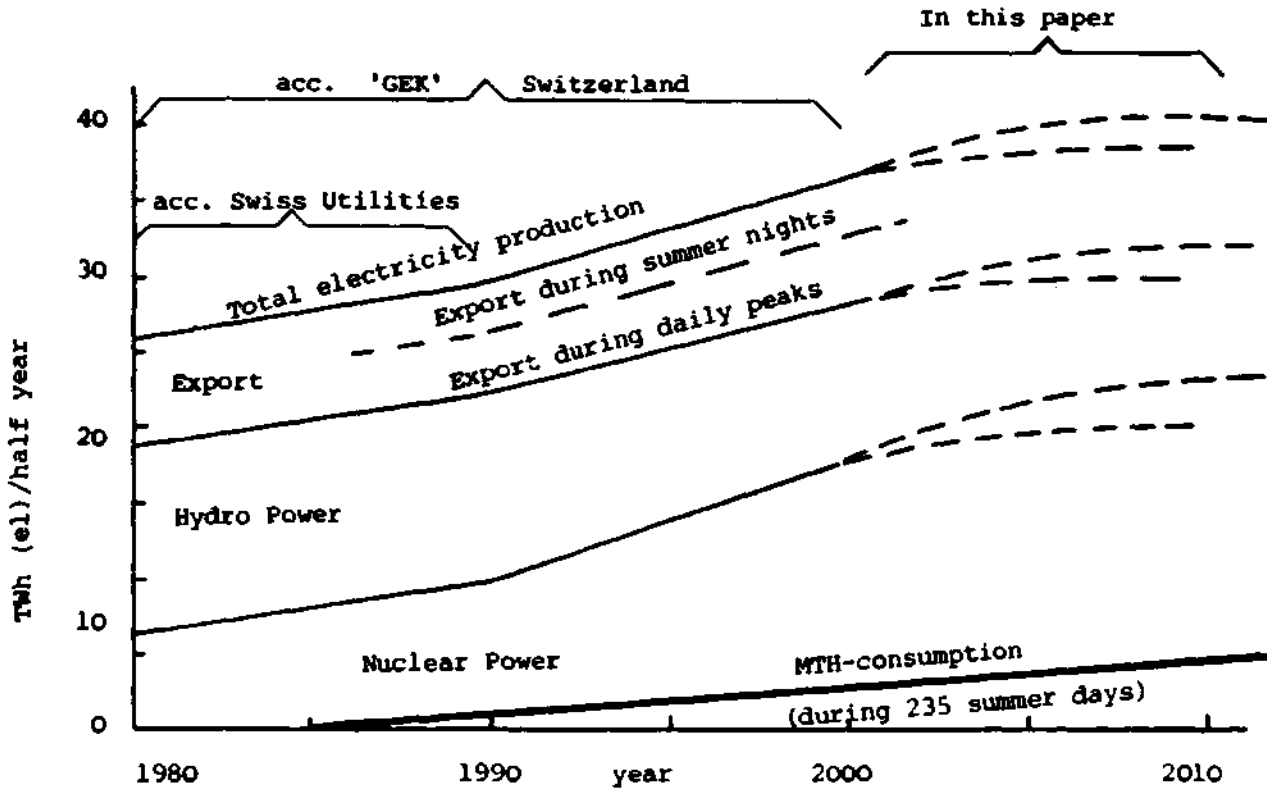 In this paper
acc. 'GEK' Switzerland
40
acc. Swiss Utilities
Total electricity production
Export during summer nights
30
Export during daily peaks
Export
20
Hydro Power
10
Nuclear Power
MTH-consumption
(during 235 summer days)
0
TWh (el)/half year
1980 1990 year 2000 2010